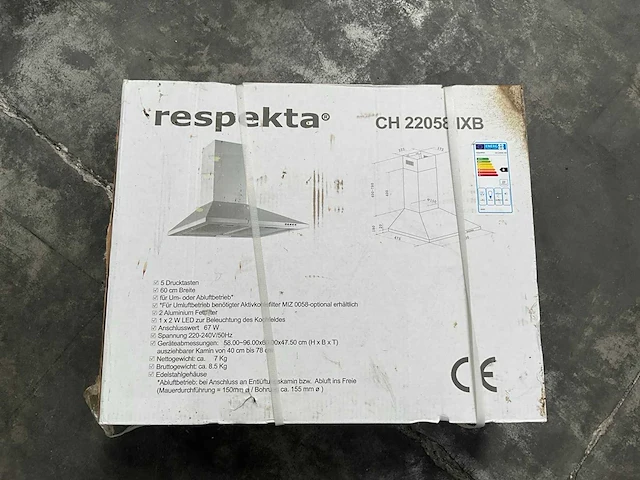 respekta®
CH 22058 IXB
5 Drucktasten
60 cm Breite
für Um- oder Abluftbetrieb*
*Für Umluftbetrieb benötigter Aktivkohlefilter MIZ 0058-optional erhältlich
2 Aluminium Fettfilter
1 x 2 W LED zur Beleuchtung des Kochfeldes
Anschlusswert 67 W
Spannung 220-240V/50Hz
Geräteabmessungen: 58.00~96.00x60.00x47.50 cm (H x B x T)
ausziehbarer Kamin von 40 cm bis 78 cm
Nettogewicht: ca. 7 Kg
Bruttogewicht: ca. 8.5 Kg
Edelstahlgehäuse
*Abluftbetrieb: bei Anschluss an Entlüftungskamin bzw. Abluft ins Freie
(Mauerdurchführung = 150mm ø / Bohrung ca. 155 mm ø )
CE